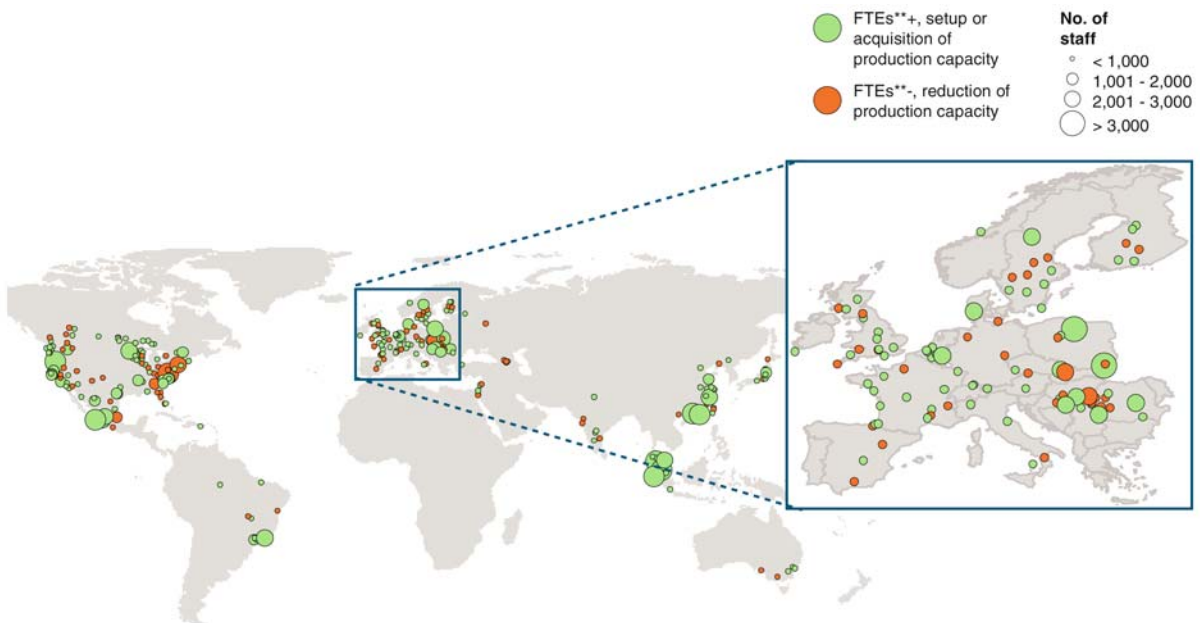 FTEs**+, setup or
acquisition of
production capacity
FTEs**-, reduction of
production capacity
No. of
staff
< 1,000
1,001 - 2,000
2,001 - 3,000
> 3,000